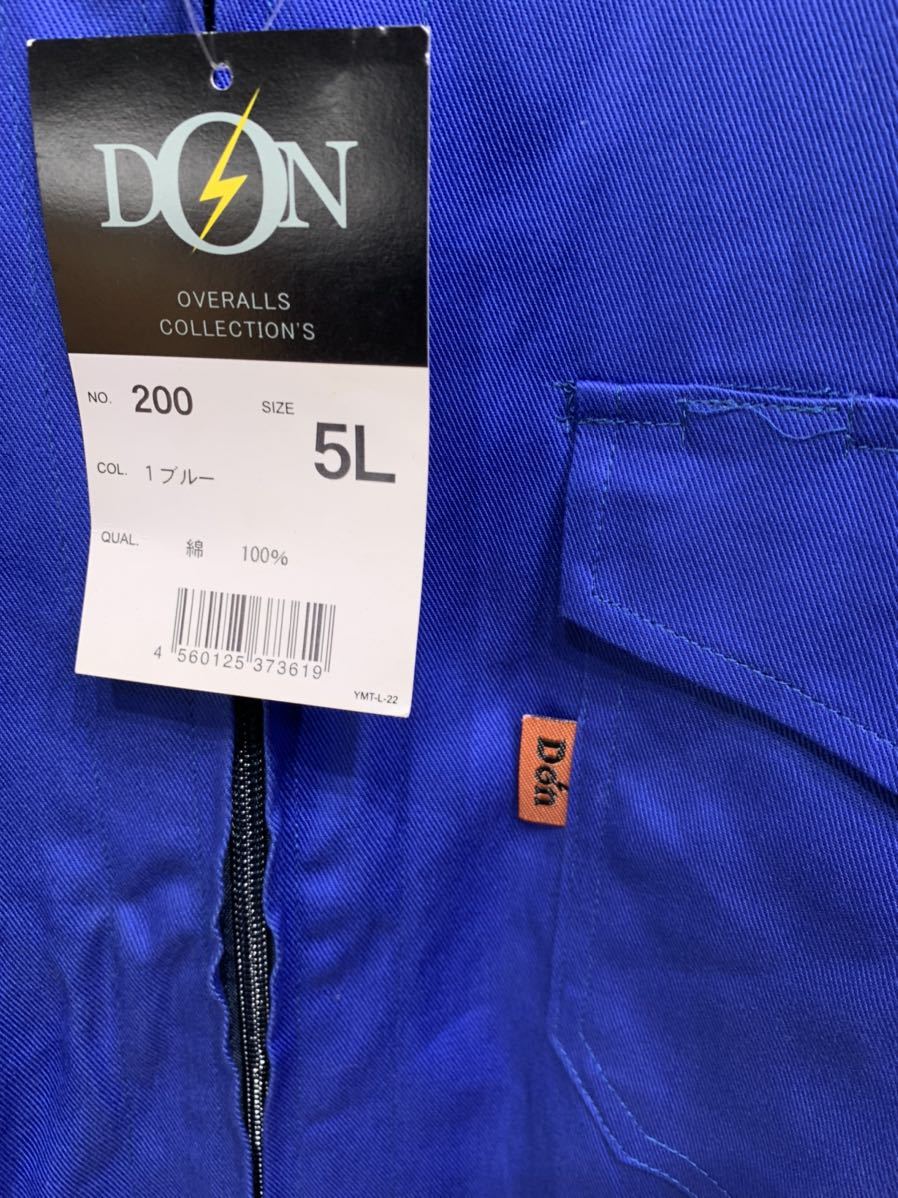 DON
OVERALLS
COLLECTION'S
NO. 200 SIZE 5L
COL. 1ブルー
QUAL. 綿 100%
4 560125 373619
YMT-L-22
Dón